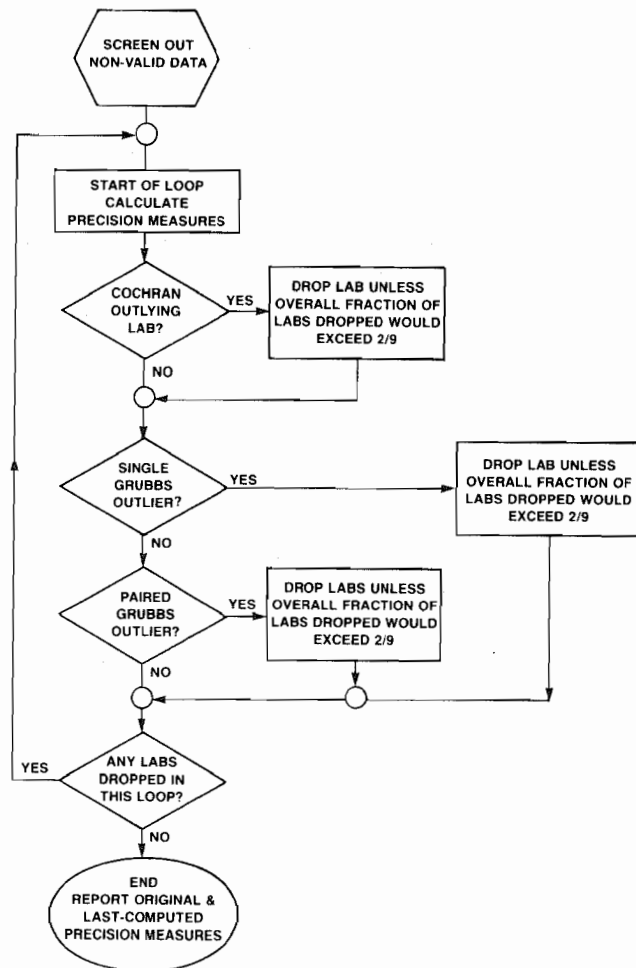 SCREEN OUT
NON-VALID DATA
START OF LOOP
CALCULATE
PRECISION MEASURES
COCHRAN
OUTLYING
LAB?
YES
DROP LAB UNLESS
OVERALL FRACTION OF
LABS DROPPED WOULD
EXCEED 2/9
NO
SINGLE
GRUBBS
OUTLIER?
YES
DROP LAB UNLESS
OVERALL FRACTION OF
LABS DROPPED WOULD
EXCEED 2/9
NO
PAIRED
GRUBBS
OUTLIER?
YES
DROP LABS UNLESS
OVERALL FRACTION OF
LABS DROPPED WOULD
EXCEED 2/9
NO
YES
ANY LABS
DROPPED IN
THIS LOOP?
NO
END
REPORT ORIGINAL &
LAST-COMPUTED
PRECISION MEASURES